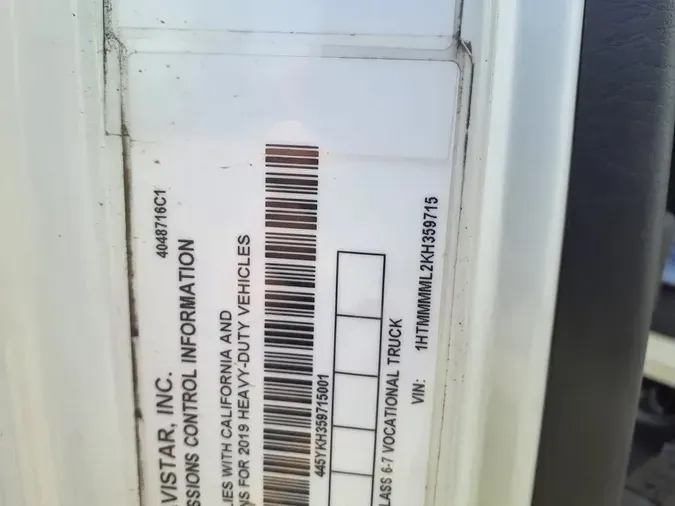 4048716C1
AVISTAR, INC.
SSIONS CONTROL INFORMATION
LIES WITH CALIFORNIA AND
NS FOR 2019 HEAVY-DUTY VEHICLES
445YKH359715001
LASS 6-7 VOCATIONAL TRUCK
VIN: 1HTMMMML2KH359715